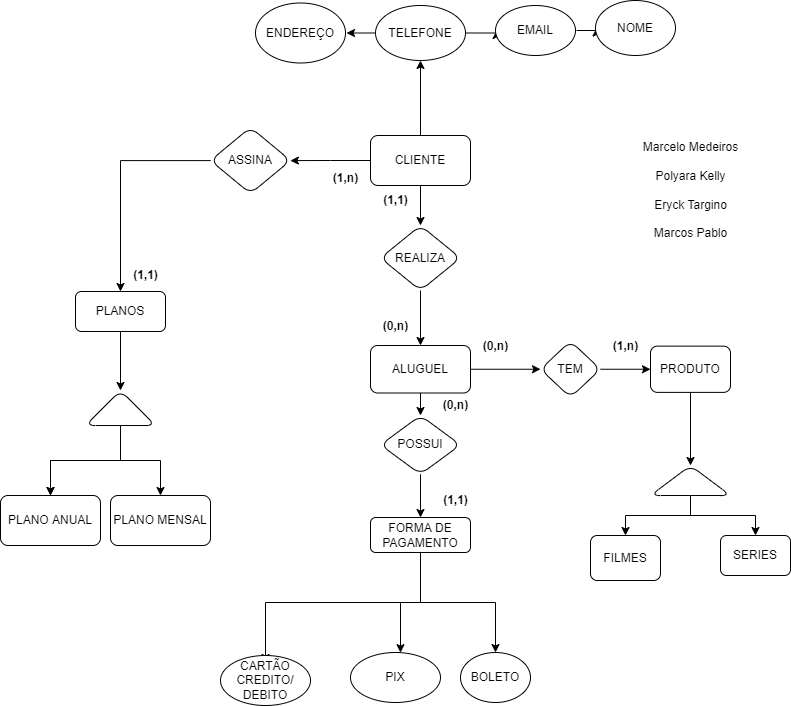 ENDEREÇO
TELEFONE
EMAIL
NOME
ASSINA
CLIENTE
(1,n)
(1,1)
Marcelo Medeiros
Polyara Kelly
Eryck Targino
Marcos Pablo
REALIZA
(1,1)
PLANOS
(0,n)
(0,n)
(1,n)
ALUGUEL
TEM
PRODUTO
(0,n)
POSSUI
(1,1)
PLANO ANUAL
PLANO MENSAL
FORMA DE
PAGAMENTO
FILMES
SERIES
CARTÃO
CREDITO/
DEBITO
PIX
BOLETO